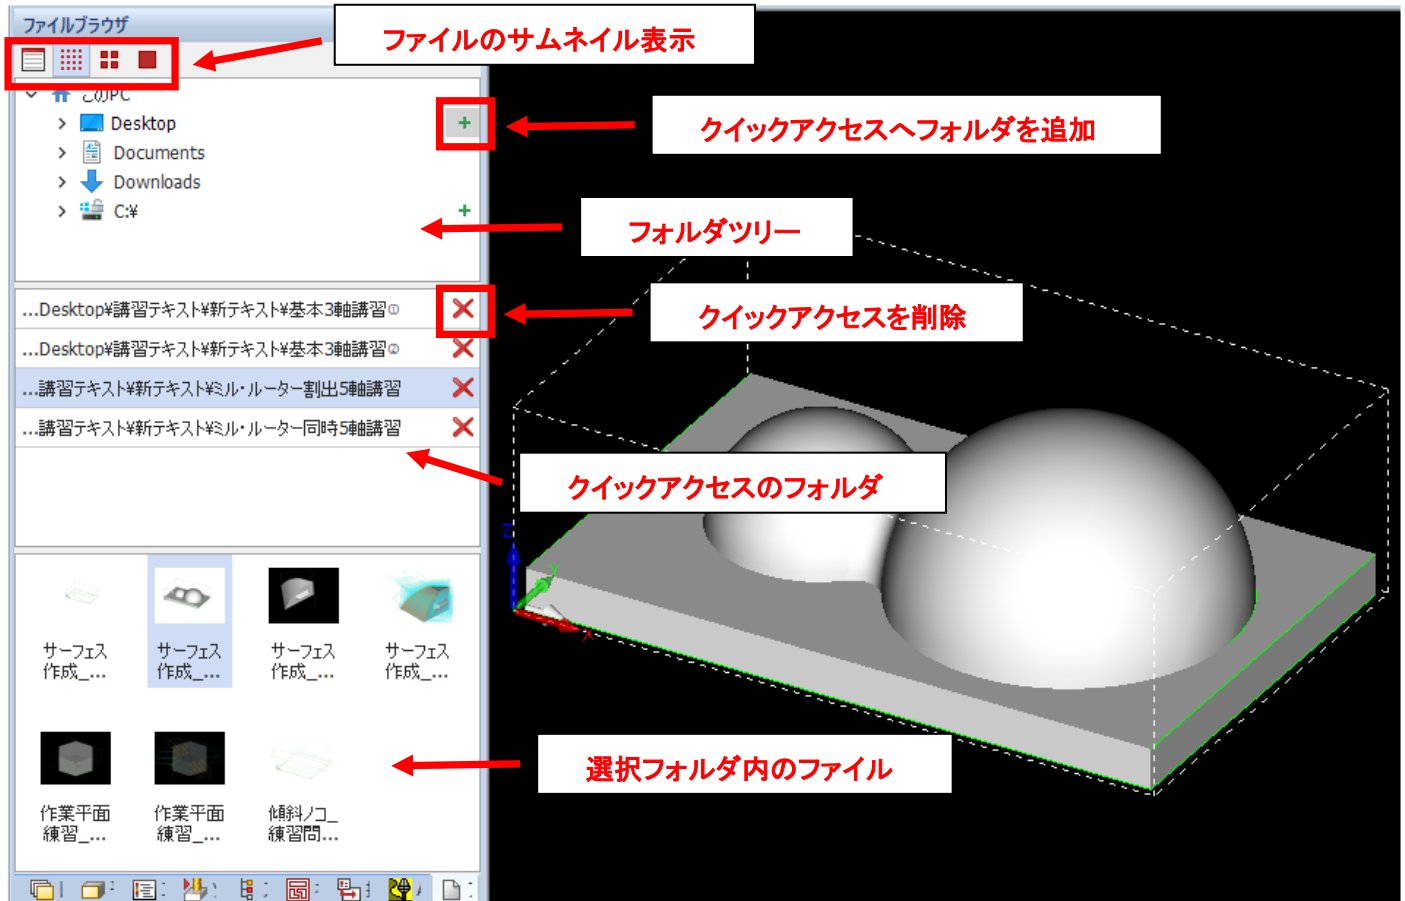 ファイルブラウザ
ファイルのサムネイル表示
このPC
Desktop
クイックアクセスへフォルダを追加
Documents
Downloads
C:¥
フォルダツリー
...Desktop¥講習テキスト¥新テキスト¥基本3軸講習①
クイックアクセスを削除
...Desktop¥講習テキスト¥新テキスト¥基本3軸講習②
...講習テキスト¥新テキスト¥ミル・ルーター割出5軸講習
...講習テキスト¥新テキスト¥ミル・ルーター同時5軸講習
クイックアクセスのフォルダ
Z
Y
X
サーフェス
作成_...
サーフェス
作成_...
サーフェス
作成_...
サーフェス
作成_...
選択フォルダ内のファイル
作業平面
練習_...
作業平面
練習_...
傾斜ノコ_
練習問...